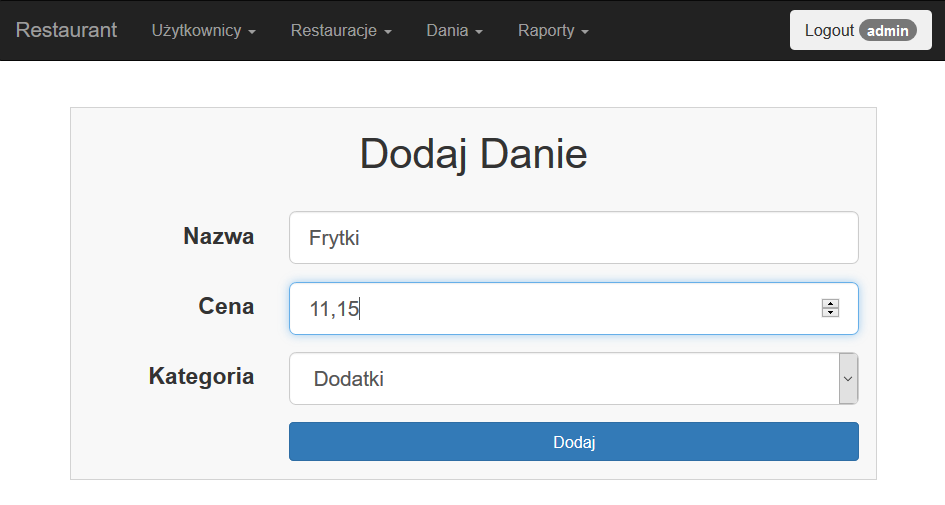 Restaurant Użytkownicy Restauracje Dania Raporty Logout admin
Dodaj Danie
Nazwa Frytki
Cena 11,15
Kategoria Dodatki
Dodaj